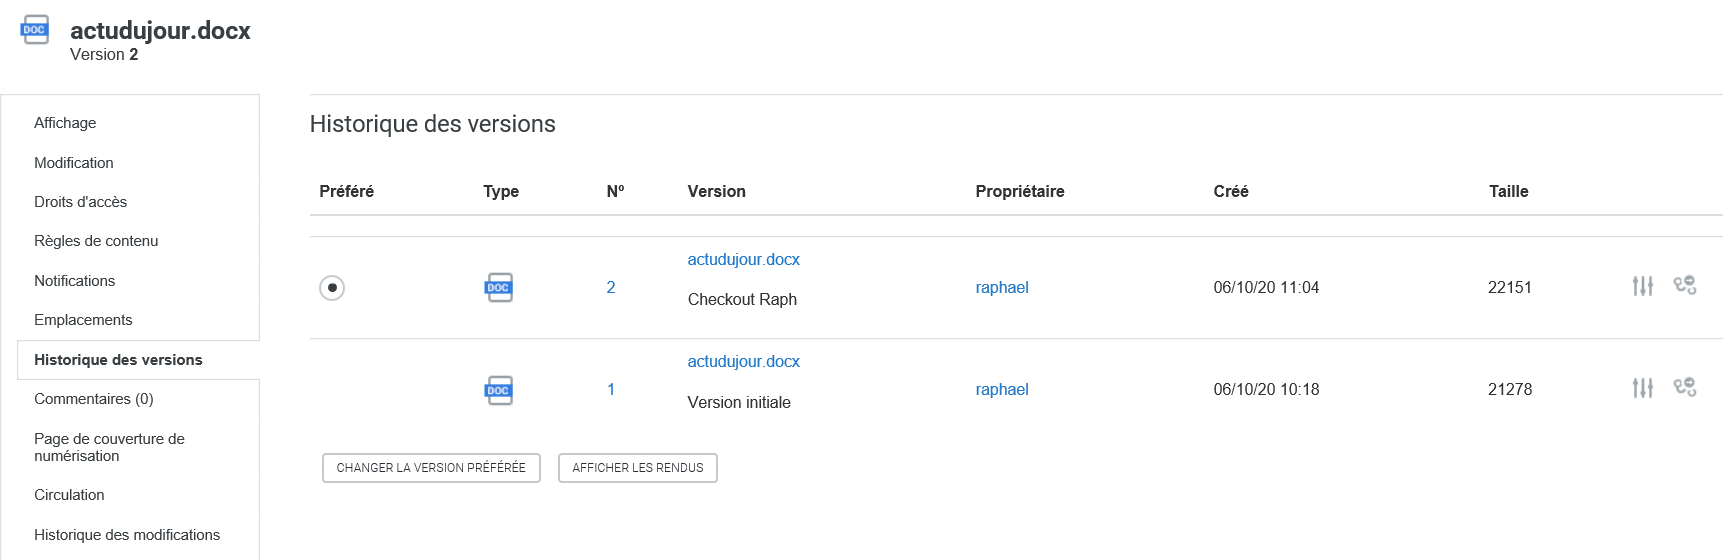 DOC
actudujour.docx
Version 2
Affichage
Modification
Droits d'accès
Règles de contenu
Notifications
Emplacements
Historique des versions
Commentaires (0)
Page de couverture de
numérisation
Circulation
Historique des modifications
Historique des versions
Préféré Type Nº Version Propriétaire Créé Taille
actudujour.docx
DOC 2 raphael 06/10/20 11:04 22151
Checkout Raph
actudujour.docx
DOC 1 raphael 06/10/20 10:18 21278
Version initiale
CHANGER LA VERSION PRÉFÉRÉE AFFICHER LES RENDUS